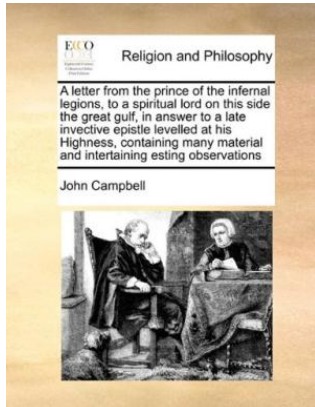 ECCO
Religion and Philosophy
A letter from the prince of the infernal
legions, to a spiritual lord on this side
the great gulf, in answer to a late
invective epistle levelled at his
Highness, containing many material
and intertaining esting observations
John Campbell